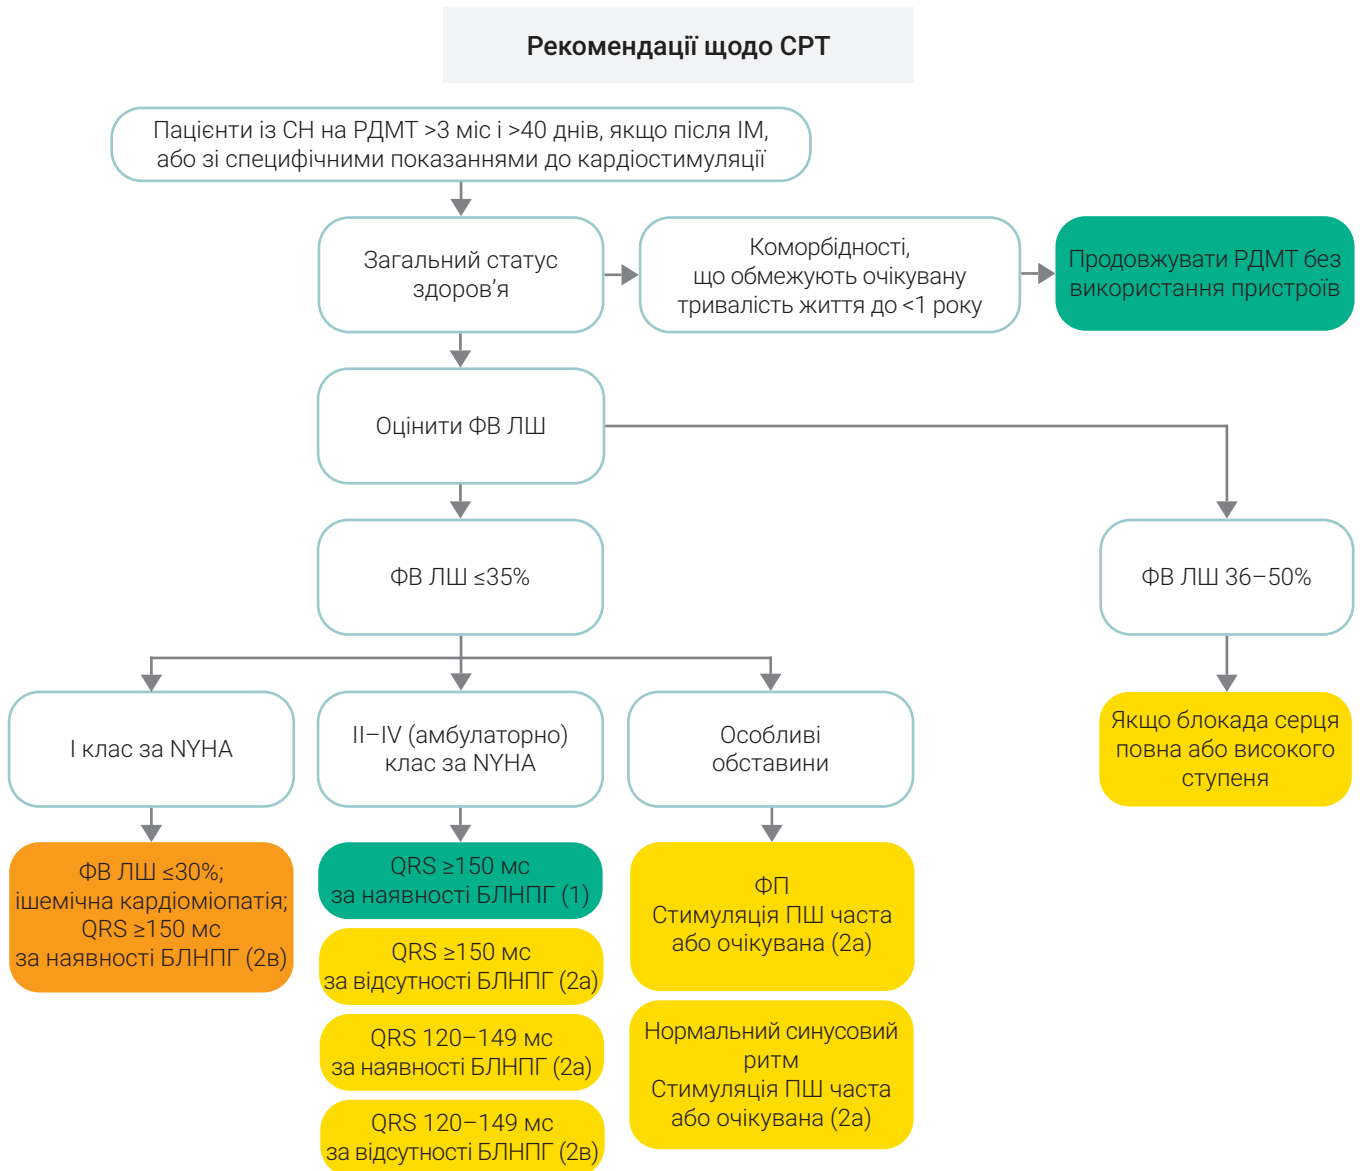 Рекомендації щодо СРТ
Пацієнти із СН на РДМТ >3 міс і >40 днів, якщо після ІМ,
або зі специфічними показаннями до кардіостимуляції
Загальний статус
здоров’я
Коморбідності,
що обмежують очікувану
тривалість життя до <1 року
Продовжувати РДМТ без
використання пристроїв
Оцінити ФВ ЛШ
ФВ ЛШ ≤35%
ФВ ЛШ 36–50%
І клас за NYHA
ІІ–IV (амбулаторно)
клас за NYHA
Особливі
обставини
Якщо блокада серця
повна або високого
ступеня
ФВ ЛШ ≤30%;
ішемічна кардіоміопатія;
QRS ≥150 мс
за наявності БЛНПГ (2в)
QRS ≥150 мс
за наявності БЛНПГ (1)
QRS ≥150 мс
за відсутності БЛНПГ (2а)
QRS 120–149 мс
за наявності БЛНПГ (2а)
QRS 120–149 мс
за відсутності БЛНПГ (2в)
ФП
Стимуляція ПШ часта
або очікувана (2а)
Нормальний синусовий
ритм
Стимуляція ПШ часта
або очікувана (2а)